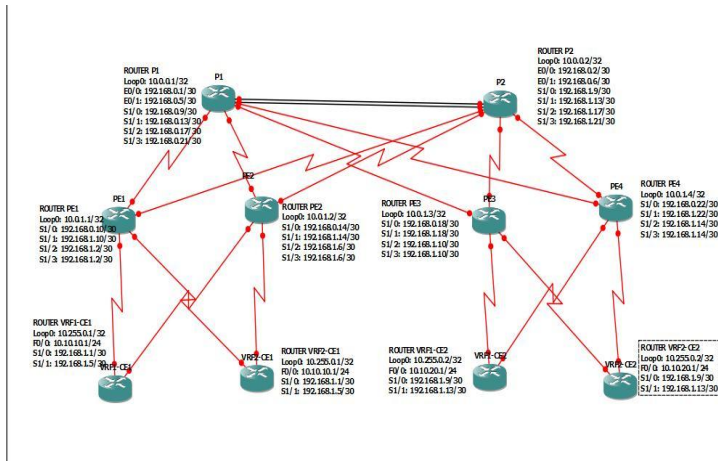 ROUTER P1
Loop0: 10.0.0.1/32
E0/0: 192.168.0.1/30
E0/1: 192.168.0.5/30
S1/0: 192.168.0.9/30
S1/1: 192.168.0.13/30
S1/2: 192.168.0.17/30
S1/3: 192.168.0.21/30
P1
ROUTER P2
Loop0: 10.0.0.2/32
E0/0: 192.168.0.2/30
E0/1: 192.168.0.6/30
S1/0: 192.168.1.9/30
S1/1: 192.168.1.13/30
S1/2: 192.168.1.17/30
S1/3: 192.168.1.21/30
P2
ROUTER PE1
Loop0: 10.0.1.1/32
S1/0: 192.168.0.10/30
S1/1: 192.168.1.10/30
S1/2: 192.168.1.2/30
S1/3: 192.168.1.2/30
PE1
PE2
ROUTER PE2
Loop0: 10.0.1.2/32
S1/0: 192.168.0.14/30
S1/1: 192.168.1.14/30
S1/2: 192.168.1.6/30
S1/3: 192.168.1.6/30
ROUTER PE3
Loop0: 10.0.1.3/32
S1/0: 192.168.0.18/30
S1/1: 192.168.1.18/30
S1/2: 192.168.1.10/30
S1/3: 192.168.1.10/30
PE3
PE4
ROUTER PE4
Loop0: 10.0.1.4/32
S1/0: 192.168.0.22/30
S1/1: 192.168.1.22/30
S1/2: 192.168.1.14/30
S1/3: 192.168.1.14/30
ROUTER VRF1-CE1
Loop0: 10.255.0.1/32
F0/0: 10.10.10.1/24
S1/0: 192.168.1.1/30
S1/1: 192.168.1.5/30
VRF1-CE1
VRF2-CE1
ROUTER VRF2-CE1
Loop0: 10.255.0.1/32
F0/0: 10.10.10.1/24
S1/0: 192.168.1.1/30
S1/1: 192.168.1.5/30
ROUTER VRF1-CE2
Loop0: 10.255.0.2/32
F0/0: 10.10.20.1/24
S1/0: 192.168.1.9/30
S1/1: 192.168.1.13/30
VRF1-CE2
VRF2-CE2
ROUTER VRF2-CE2
Loop0: 10.255.0.2/32
F0/0: 10.10.20.1/24
S1/0: 192.168.1.9/30
S1/1: 192.168.1.13/30